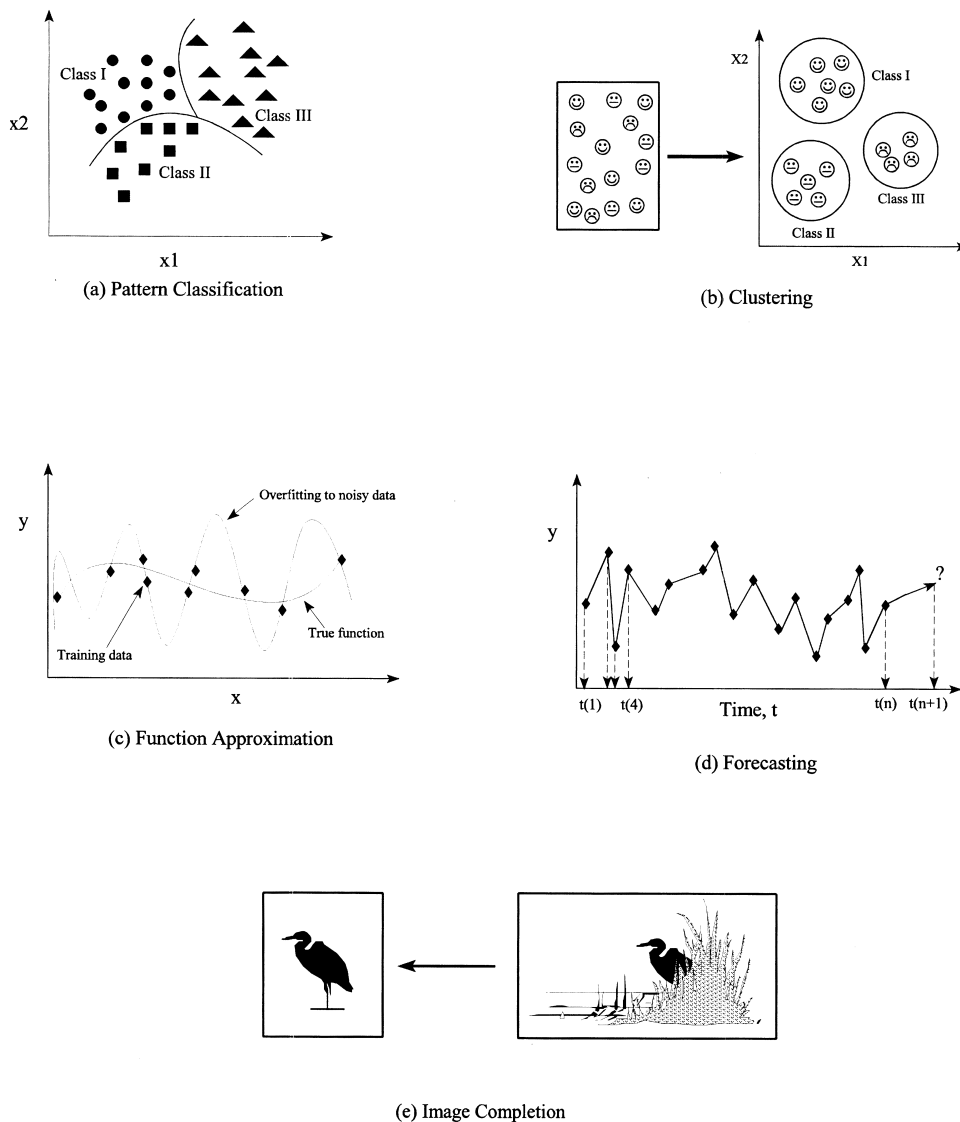 x2
Class I
Class II
Class III
x1
(a) Pattern Classification
X2
Class I
Class III
Class II
X1
(b) Clustering
y
Overfitting to noisy data
Training data
True function
x
(c) Function Approximation
y
?
t(1)
t(4)
Time, t
t(n)
t(n+1)
(d) Forecasting
(e) Image Completion